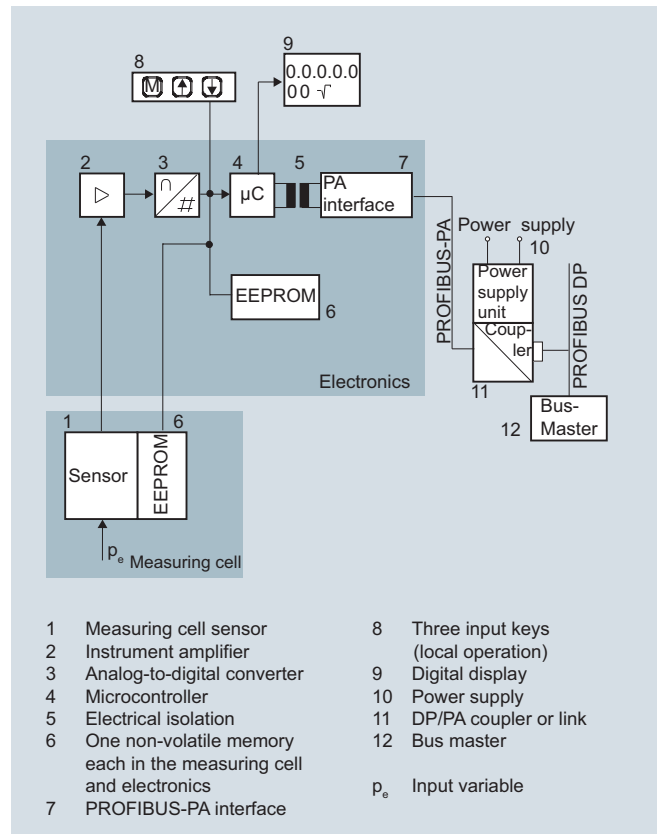 8
M
9
0.0.0.0.0
00 √
2
3
4
5
7
∩
#
µC
PA
interface
EEPROM
6
Electronics
PROFIBUS-PA
Power supply
10
Power
supply
unit
Coup-
ler
11
PROFIBUS DP
12
Bus-
Master
1
6
Sensor
EEPROM
pe
Measuring cell
1 Measuring cell sensor
2 Instrument amplifier
3 Analog-to-digital converter
4 Microcontroller
5 Electrical isolation
6 One non-volatile memory
each in the measuring cell
and electronics
7 PROFIBUS-PA interface
8 Three input keys
(local operation)
9 Digital display
10 Power supply
11 DP/PA coupler or link
12 Bus master
pe Input variable